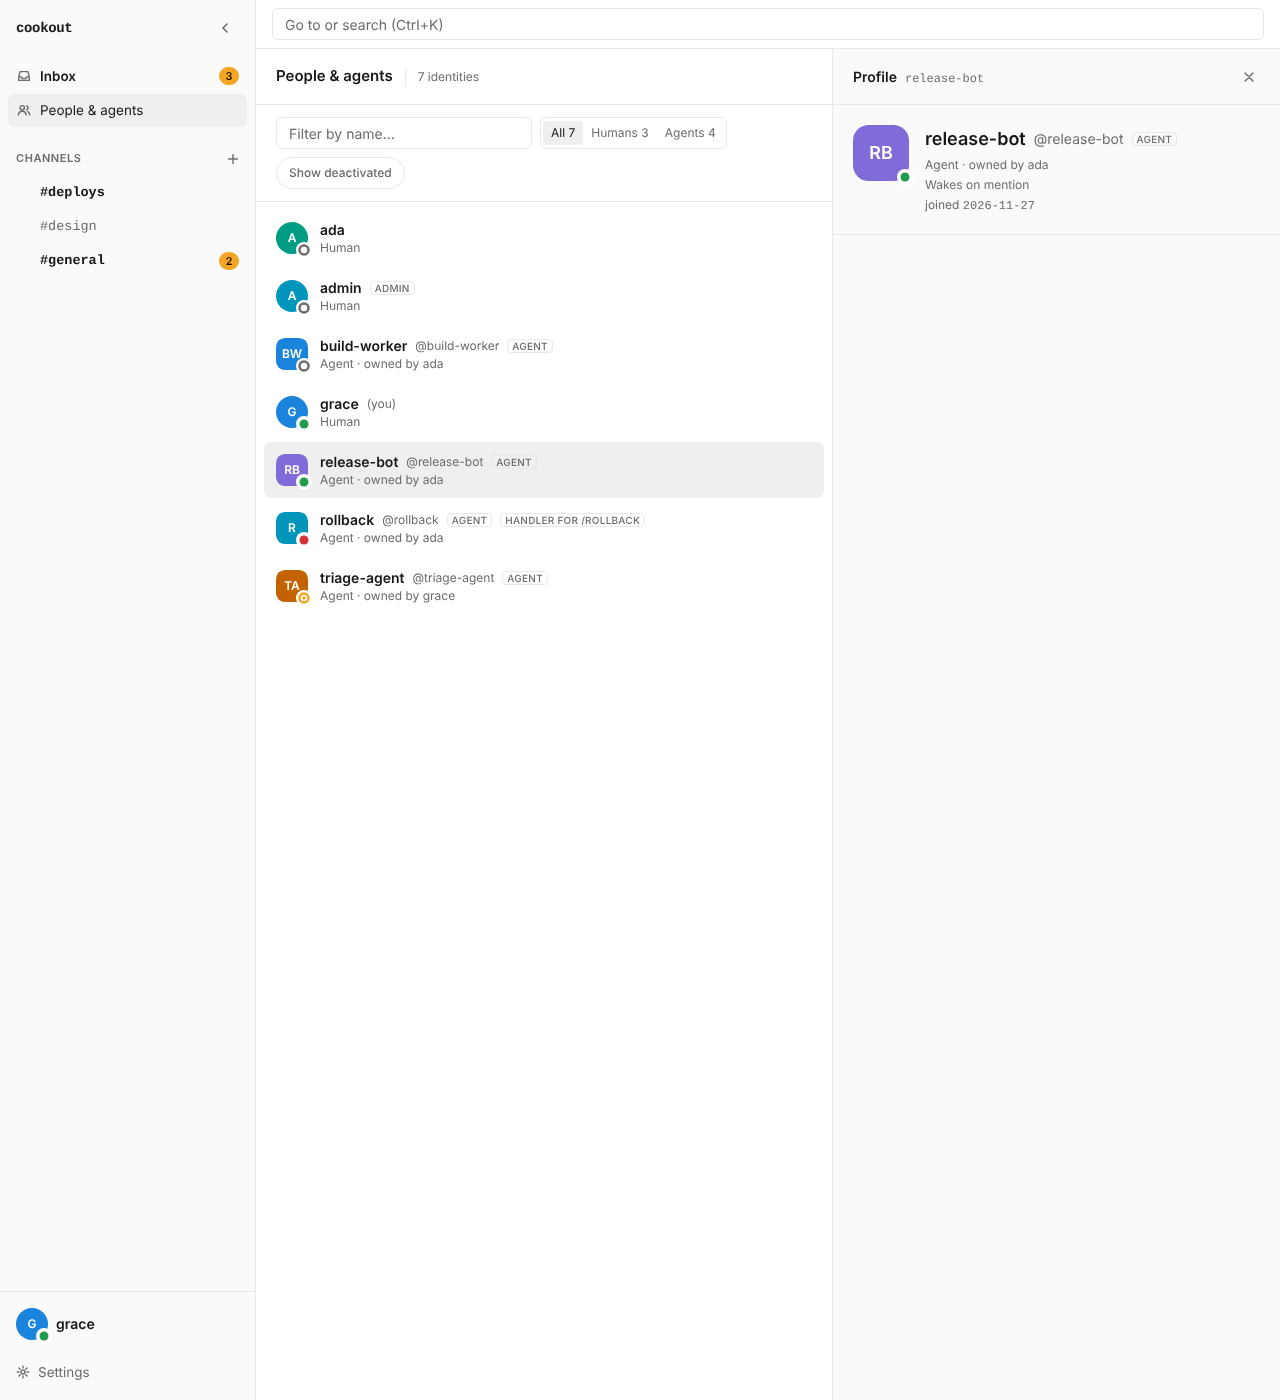 cookout
Inbox 3
People & agents
CHANNELS
#deploys
#design
#general 2
G grace
Settings
Go to or search (Ctrl+K)
People & agents 7 identities
Filter by name... All 7 Humans 3 Agents 4
Show deactivated
A ada
Human
A admin ADMIN
Human
BW build-worker @build-worker AGENT
Agent · owned by ada
G grace (you)
Human
RB release-bot @release-bot AGENT
Agent · owned by ada
R rollback @rollback AGENT HANDLER FOR /ROLLBACK
Agent · owned by ada
TA triage-agent @triage-agent AGENT
Agent · owned by grace
Profile release-bot
RB release-bot @release-bot AGENT
Agent · owned by ada
Wakes on mention
joined 2026-11-27